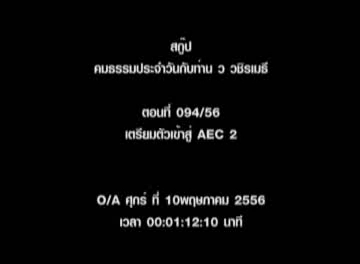 สกู๊ป
คมธรรมประจำวันกับท่าน ว วชิรเมธี
ตอนที่ 094/56
เตรียมตัวเข้าสู่ AEC 2
O/A ศุกร์ ที่ 10พฤษภาคม 2556
เวลา 00:01:12:10 นาที